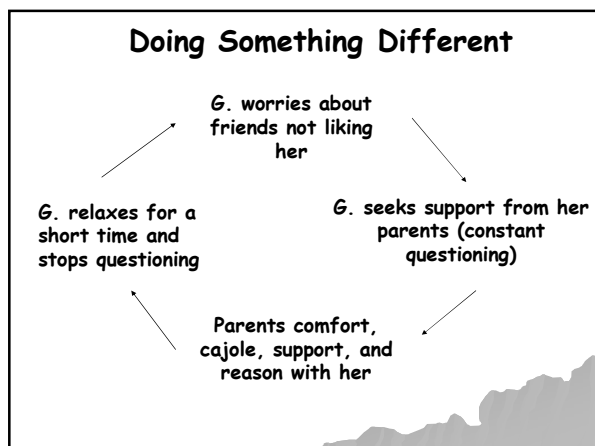 Doing Something Different
G. worries about
friends not liking
her
G. seeks support from her
parents (constant
questioning)
Parents comfort,
cajole, support, and
reason with her
G. relaxes for a
short time and
stops questioning